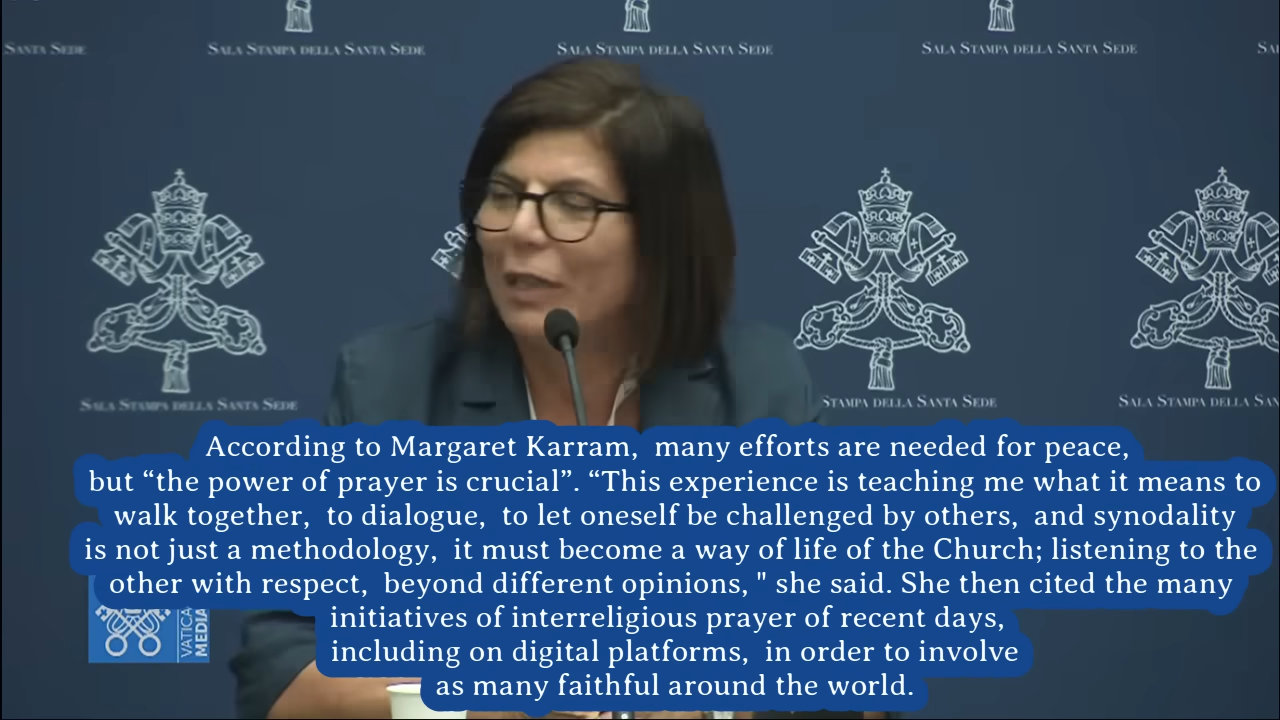 SANTA SEDE
SALA STAMPA DELLA SANTA SEDE
SALA STAMPA DELLA SANTA SEDE
SALA STAMPA DELLA SANTA SEDE
SALA STAMPA DELLA SANTA SEDE
STAMPA DELLA SANTA SEDE
SALA STAMPA DELLA SAN
According to Margaret Karram, many efforts are needed for peace,
but “the power of prayer is crucial”. “This experience is teaching me what it means to
walk together, to dialogue, to let oneself be challenged by others, and synodality
is not just a methodology, it must become a way of life of the Church; listening to the
other with respect, beyond different opinions, " she said. She then cited the many
initiatives of interreligious prayer of recent days,
including on digital platforms, in order to involve
as many faithful around the world.
VATICA
MEDIA